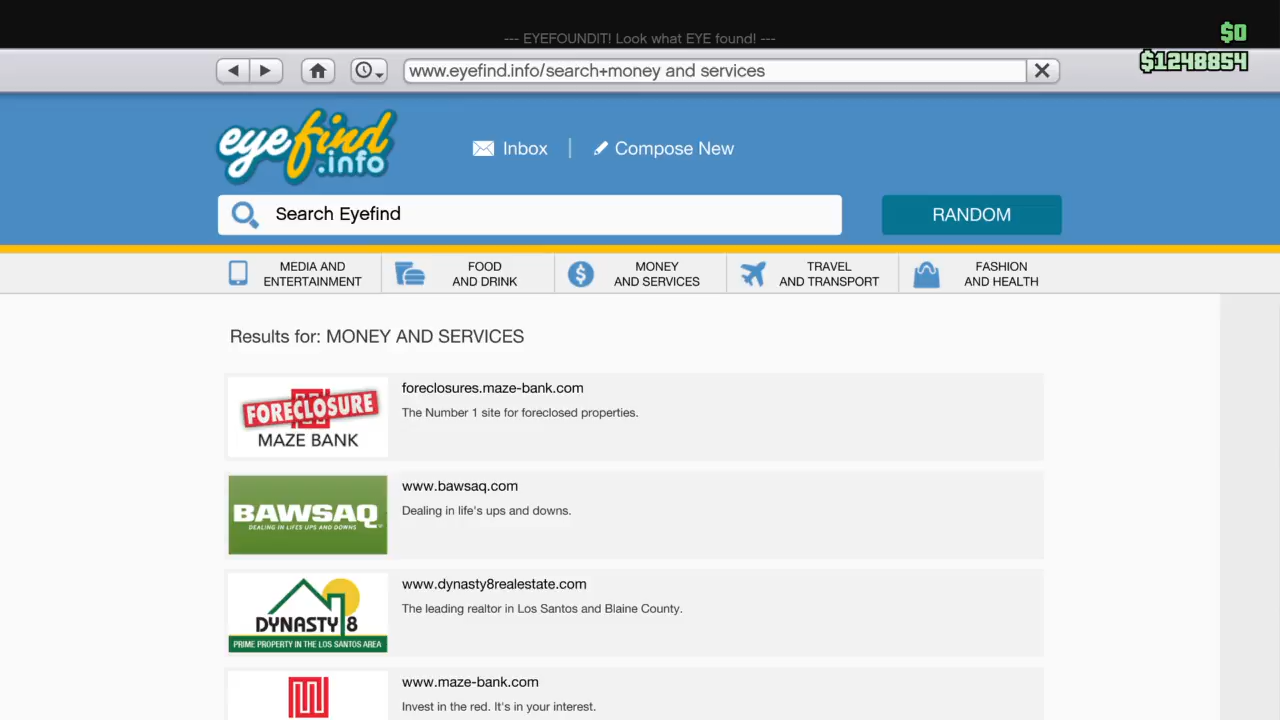 --- EYEFOUNDIT! Look what EYE found! ---
$0
$1248854
www.eyefind.info/search+money and services
eyefind
.info
Inbox
Compose New
Search Eyefind
RANDOM
MEDIA AND
ENTERTAINMENT
FOOD
AND DRINK
MONEY
AND SERVICES
TRAVEL
AND TRANSPORT
FASHION
AND HEALTH
Results for: MONEY AND SERVICES
FORECLOSURE
MAZE BANK
foreclosures.maze-bank.com
The Number 1 site for foreclosed properties.
BAWSAQ
DEALING IN LIFES UPS AND DOWNS
www.bawsaq.com
Dealing in life's ups and downs.
DYNASTY 8
PRIME PROPERTY IN THE LOS SANTOS AREA
www.dynasty8realestate.com
The leading realtor in Los Santos and Blaine County.
www.maze-bank.com
Invest in the red. It's in your interest.